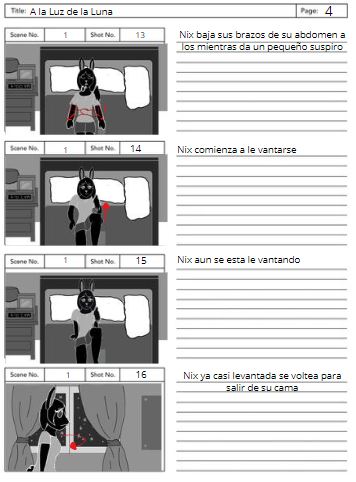 Title: A la Luz de la Luna
Page: 4
Scene No. 1 Shot No. 13
Nix baja sus brazos de su abdomen a
los mientras da un pequeño suspiro
Scene No. 1 Shot No. 14
Nix comienza a le vantarse
Scene No. 1 Shot No. 15
Nix aun se esta le vantando
Scene No. 1 Shot No. 16
Nix ya casi levantada se voltea para
salir de su cama